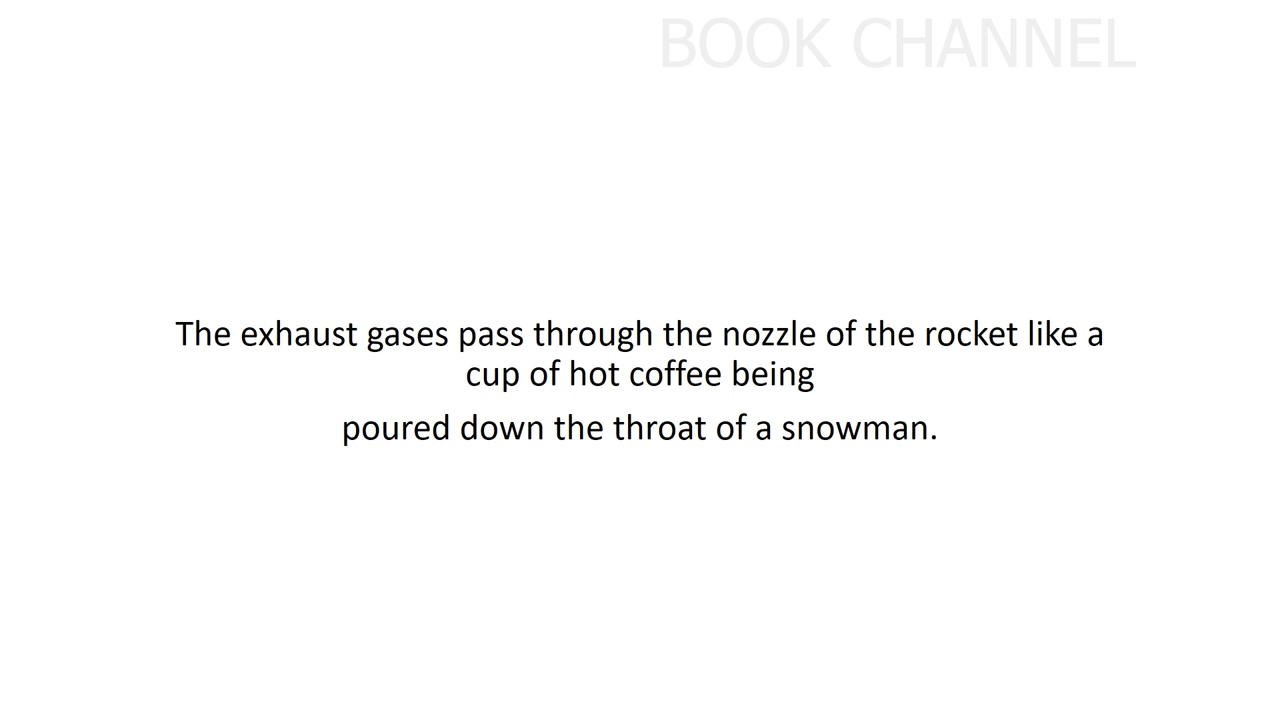 BOOK CHANNEL
The exhaust gases pass through the nozzle of the rocket like a
cup of hot coffee being
poured down the throat of a snowman.